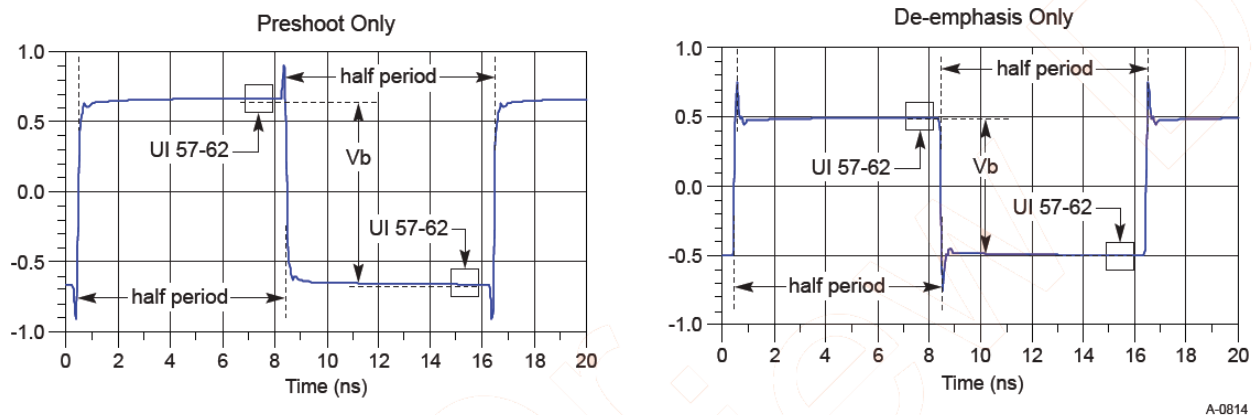 Preshoot Only
1.0
0.5
0.0
-0.5
-1.0
half period
UI 57-62
Vb
UI 57-62
half period
0 2 4 6 8 10 12 14 16 18 20
Time (ns)
De-emphasis Only
1.0
0.5
0.0
-0.5
-1.0
half period
UI 57-62
Vb
UI 57-62
half period
0 2 4 6 8 10 12 14 16 18 20
Time (ns)
A-0814